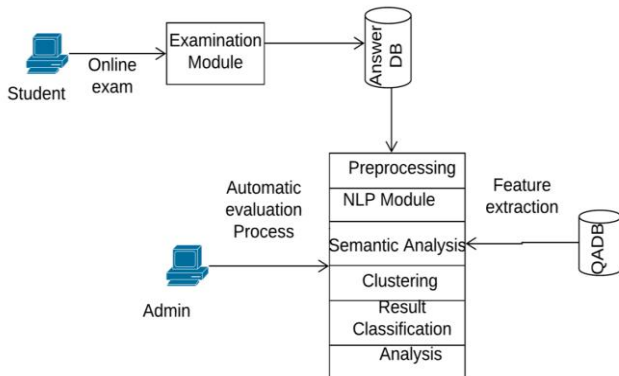 Student
Online
exam
Examination
Module
Answer
DB
Automatic
evaluation
Process
Admin
Preprocessing
NLP Module
Semantic Analysis
Clustering
Result
Classification
Analysis
Feature
extraction
QADB